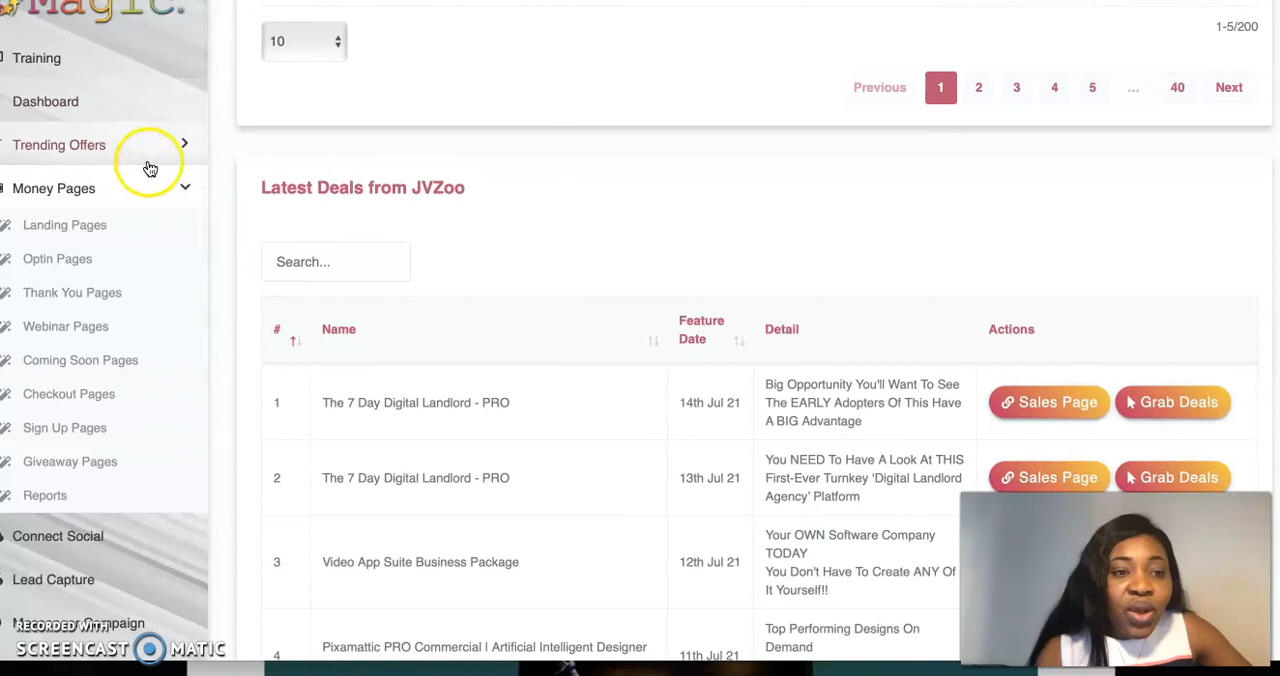 Magic.
Training
Dashboard
Trending Offers
Money Pages
Landing Pages
Optin Pages
Thank You Pages
Webinar Pages
Coming Soon Pages
Checkout Pages
Sign Up Pages
Giveaway Pages
Reports
Connect Social
Lead Capture
RECORDED WITH
SCREENCAST MATIC
10
1-5/200
Previous 1 2 3 4 5 ... 40 Next
Latest Deals from JVZoo
Search...
# Name Feature Date Detail Actions
1 The 7 Day Digital Landlord - PRO 14th Jul 21
Big Opportunity You'll Want To See
The EARLY Adopters Of This Have
A BIG Advantage
Sales Page Grab Deals
2 The 7 Day Digital Landlord - PRO 13th Jul 21
You NEED To Have A Look At THIS
First-Ever Turnkey ‘Digital Landlord
Agency’ Platform
Sales Page Grab Deals
3 Video App Suite Business Package 12th Jul 21
Your OWN Software Company
TODAY
You Don't Have To Create ANY Of
It Yourself!!
4 Pixamattic PRO Commercial | Artificial Intelligent Designer 11th Jul 21
Top Performing Designs On
Demand